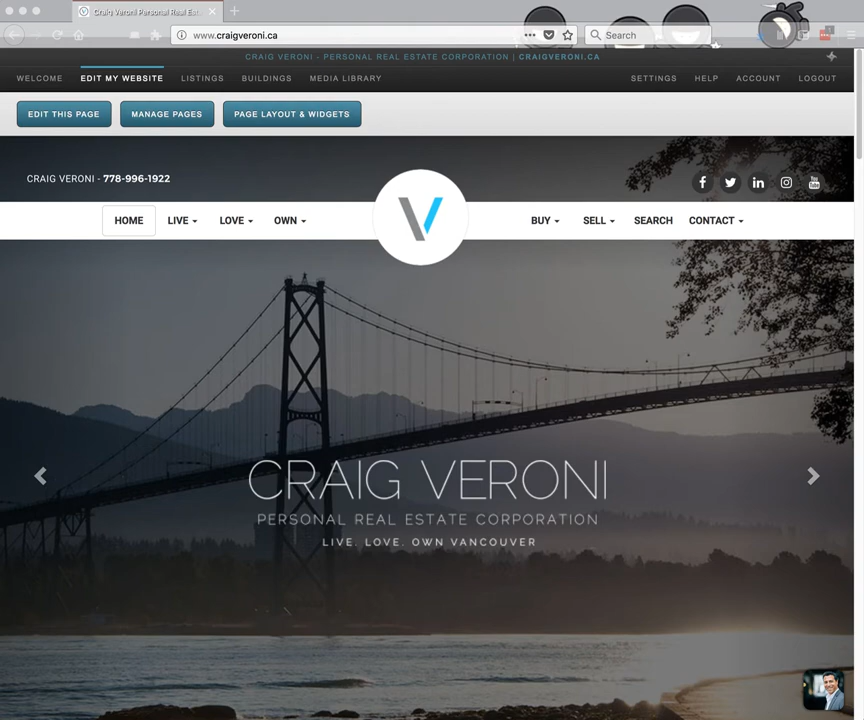 Craig Veroni Personal Real Est
www.craigveroni.ca
Search
CRAIG VERONI - PERSONAL REAL ESTATE CORPORATION | CRAIGVERONI.CA
WELCOME EDIT MY WEBSITE LISTINGS BUILDINGS MEDIA LIBRARY SETTINGS HELP ACCOUNT LOGOUT
EDIT THIS PAGE MANAGE PAGES PAGE LAYOUT & WIDGETS
CRAIG VERONI - 778-996-1922
HOME LIVE LOVE OWN BUY SELL SEARCH CONTACT
CRAIG VERONI
PERSONAL REAL ESTATE CORPORATION
LIVE. LOVE. OWN VANCOUVER